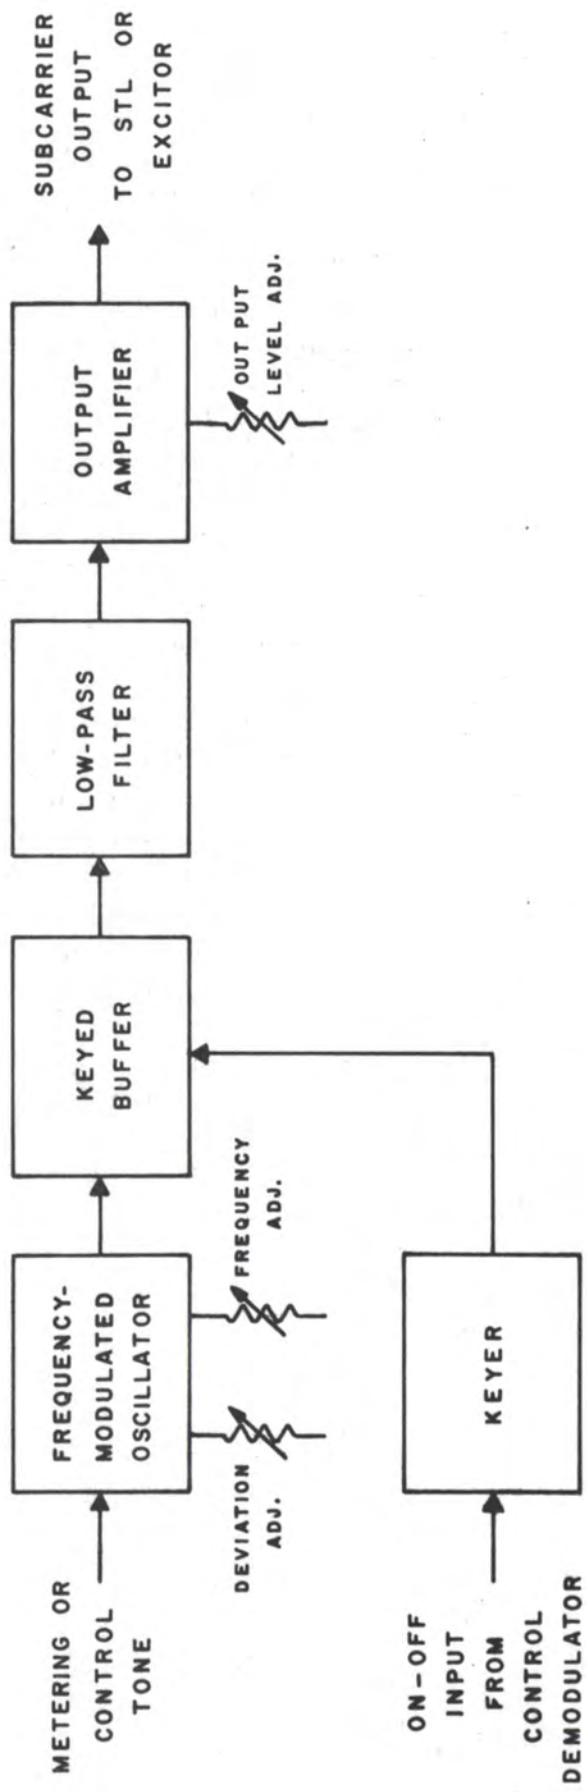 METERING OR
CONTROL
TONE
FREQUENCY-
MODULATED
OSCILLATOR
DEVIATION
ADJ.
FREQUENCY
ADJ.
KEYED
BUFFER
LOW-PASS
FILTER
OUTPUT
AMPLIFIER
OUT PUT
LEVEL ADJ.
SUBCARRIER
OUTPUT
TO STL OR
EXCITOR
ON-OFF
INPUT
FROM
CONTROL
DEMODULATOR
KEYER